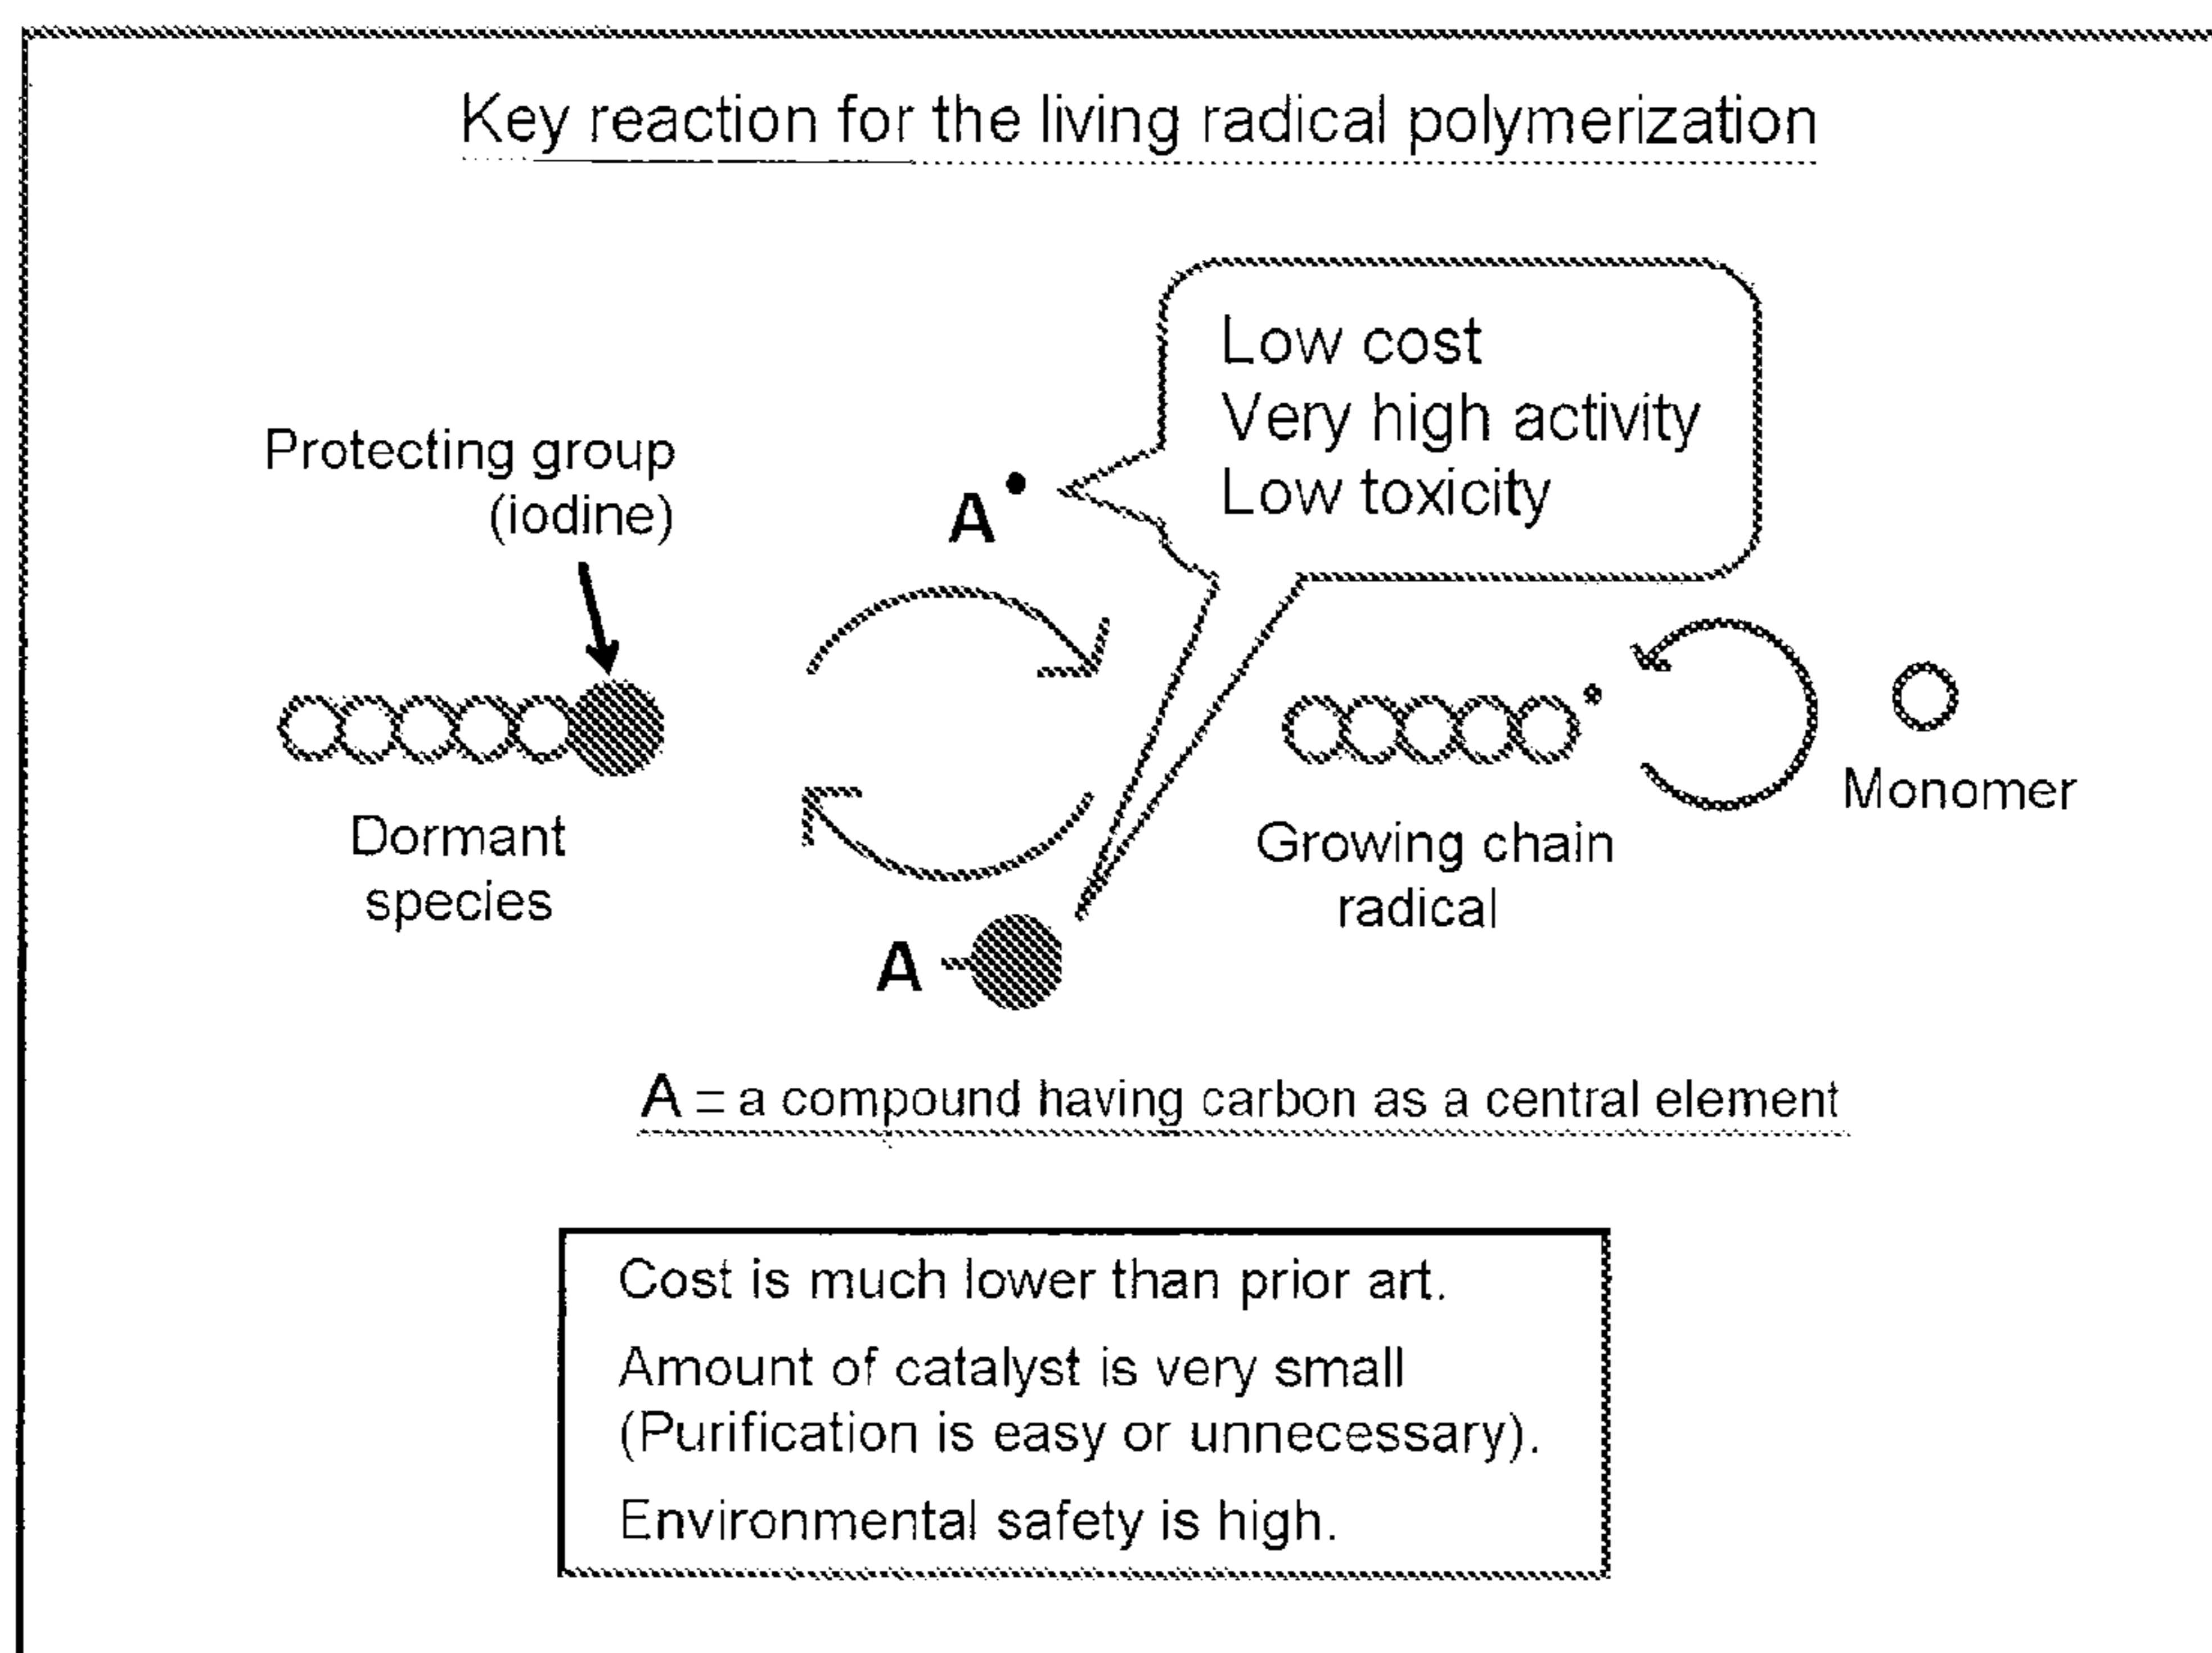 Key reaction for the living radical polymerization
Low cost
Very high activity
Low toxicity
Protecting group
(iodine)
A•
Dormant
species
Growing chain
radical
Monomer
A
A = a compound having carbon as a central element
Cost is much lower than prior art.
Amount of catalyst is very small
(Purification is easy or unnecessary).
Environmental safety is high.